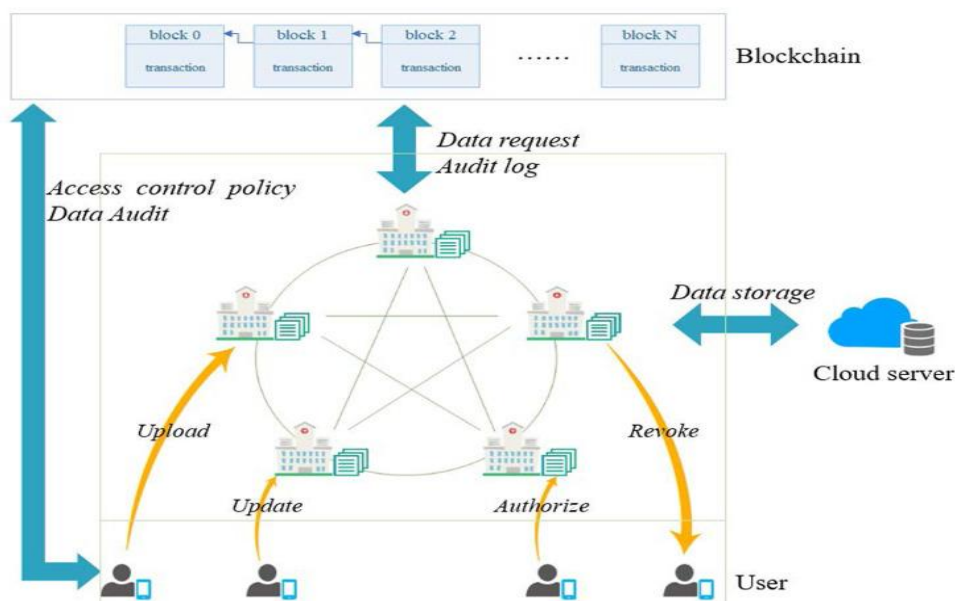 block 0
block 1
block 2
block N
transaction
transaction
transaction
......
transaction
Blockchain
Data request
Audit log
Access control policy
Data Audit
Data storage
Cloud server
Upload
Revoke
Update
Authorize
User